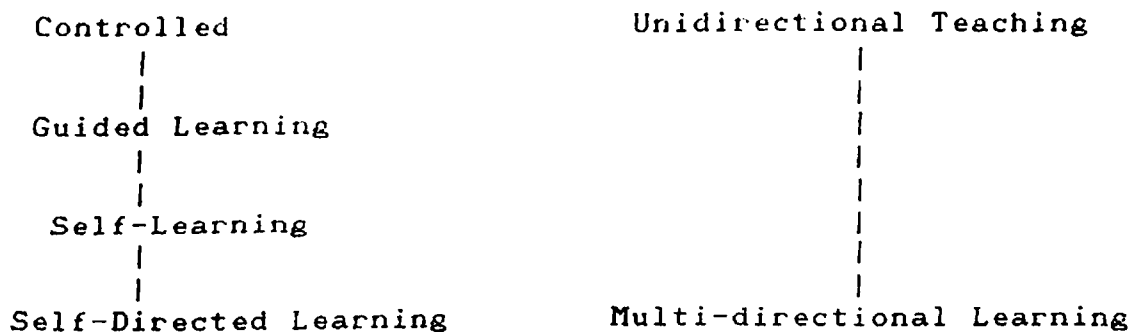 Controlled
Unidirectional Teaching
Guided Learning
Self-Learning
Self-Directed Learning
Multi-directional Learning